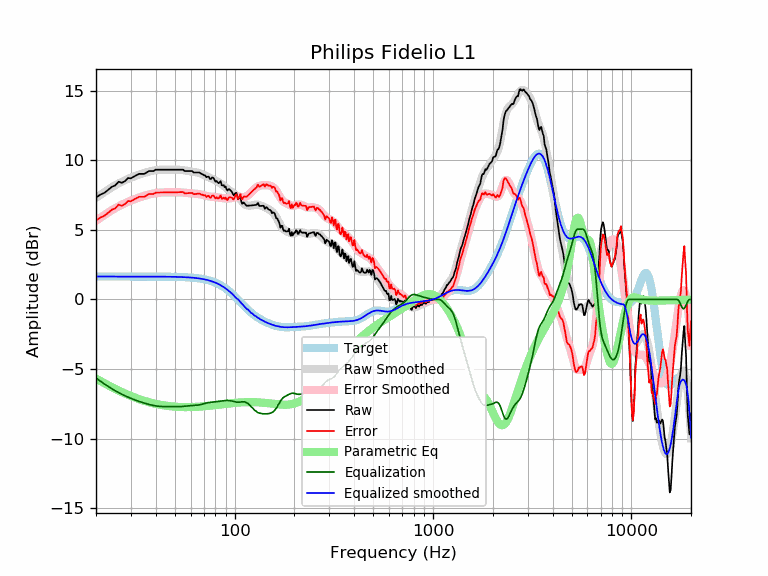 Philips Fidelio L1
Amplitude (dBr)
15
10
5
0
−5
−10
−15
Target
Raw Smoothed
Error Smoothed
Raw
Error
Parametric Eq
Equalization
Equalized smoothed
100
1000
10000
Frequency (Hz)